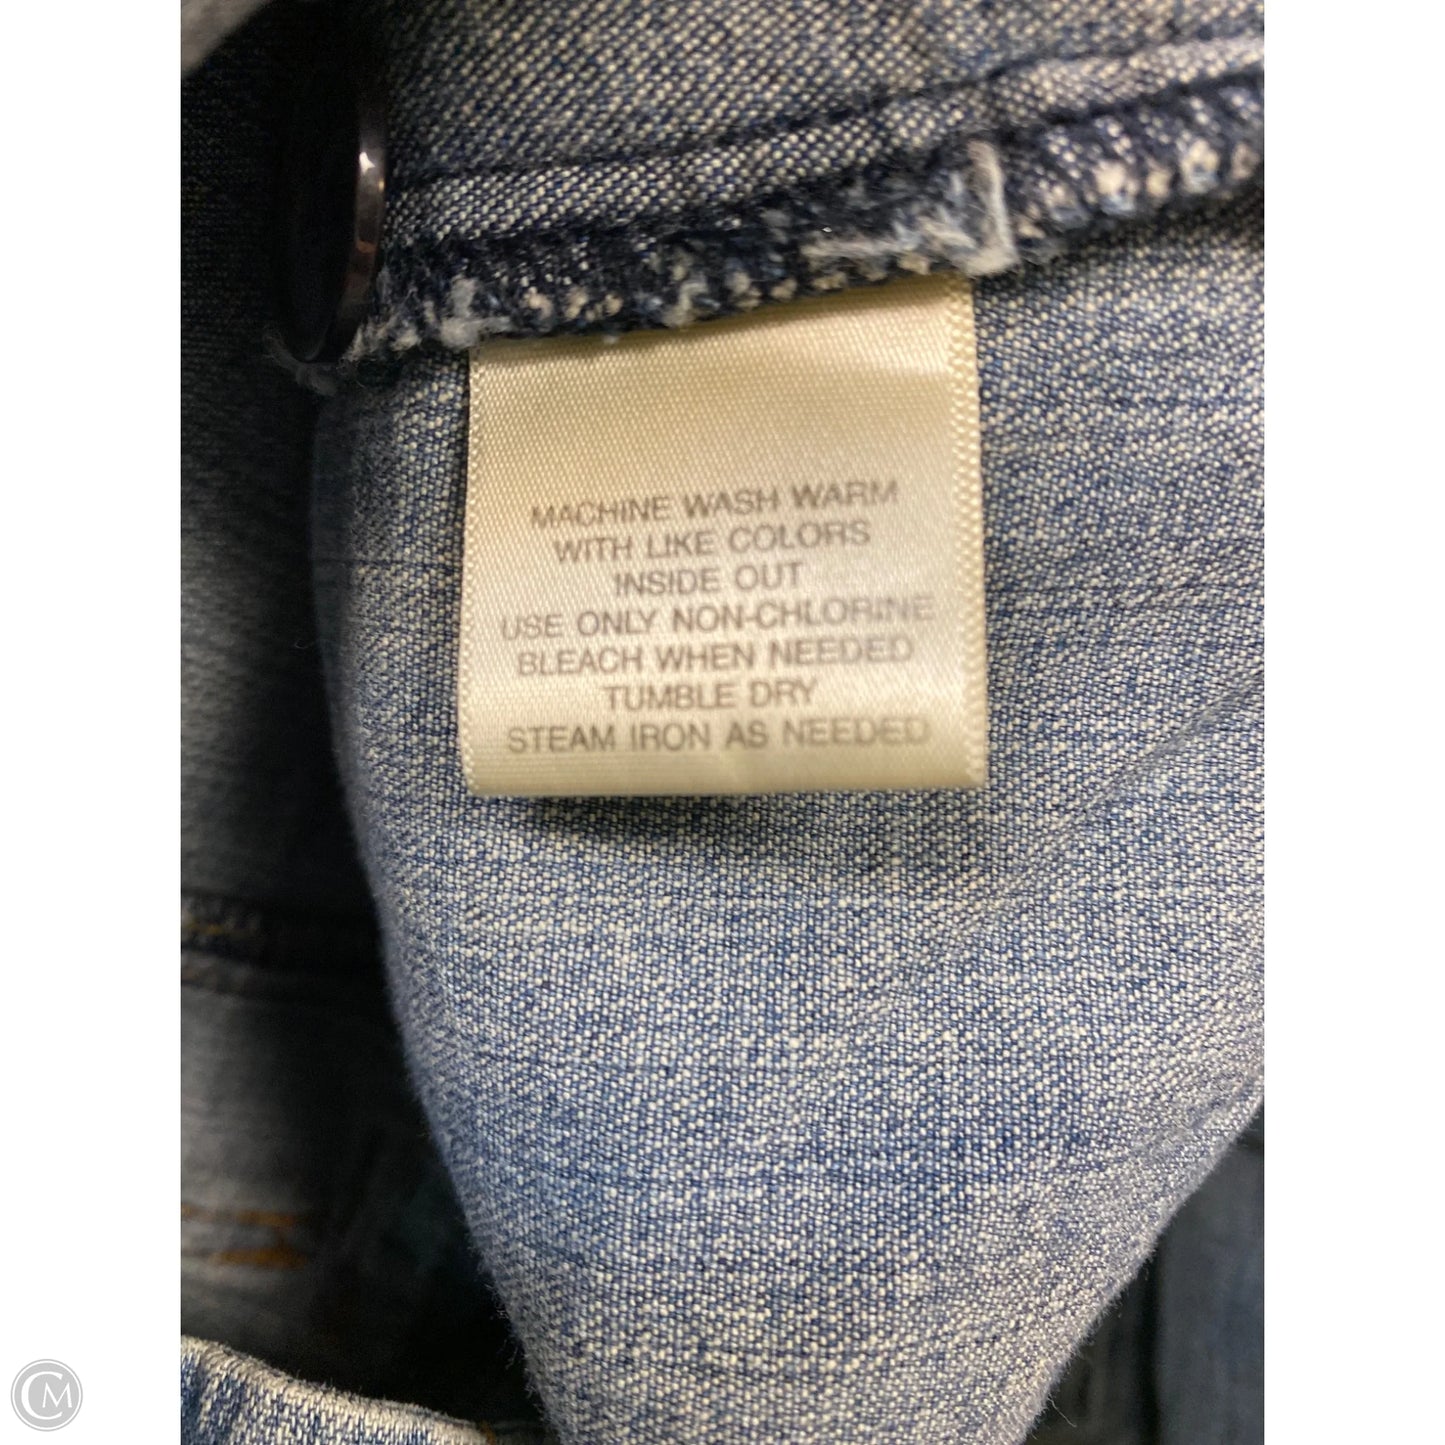 MACHINE WASH WARM
WITH LIKE COLORS
INSIDE OUT
USE ONLY NON-CHLORINE
BLEACH WHEN NEEDED
TUMBLE DRY
STEAM IRON AS NEEDED
CM